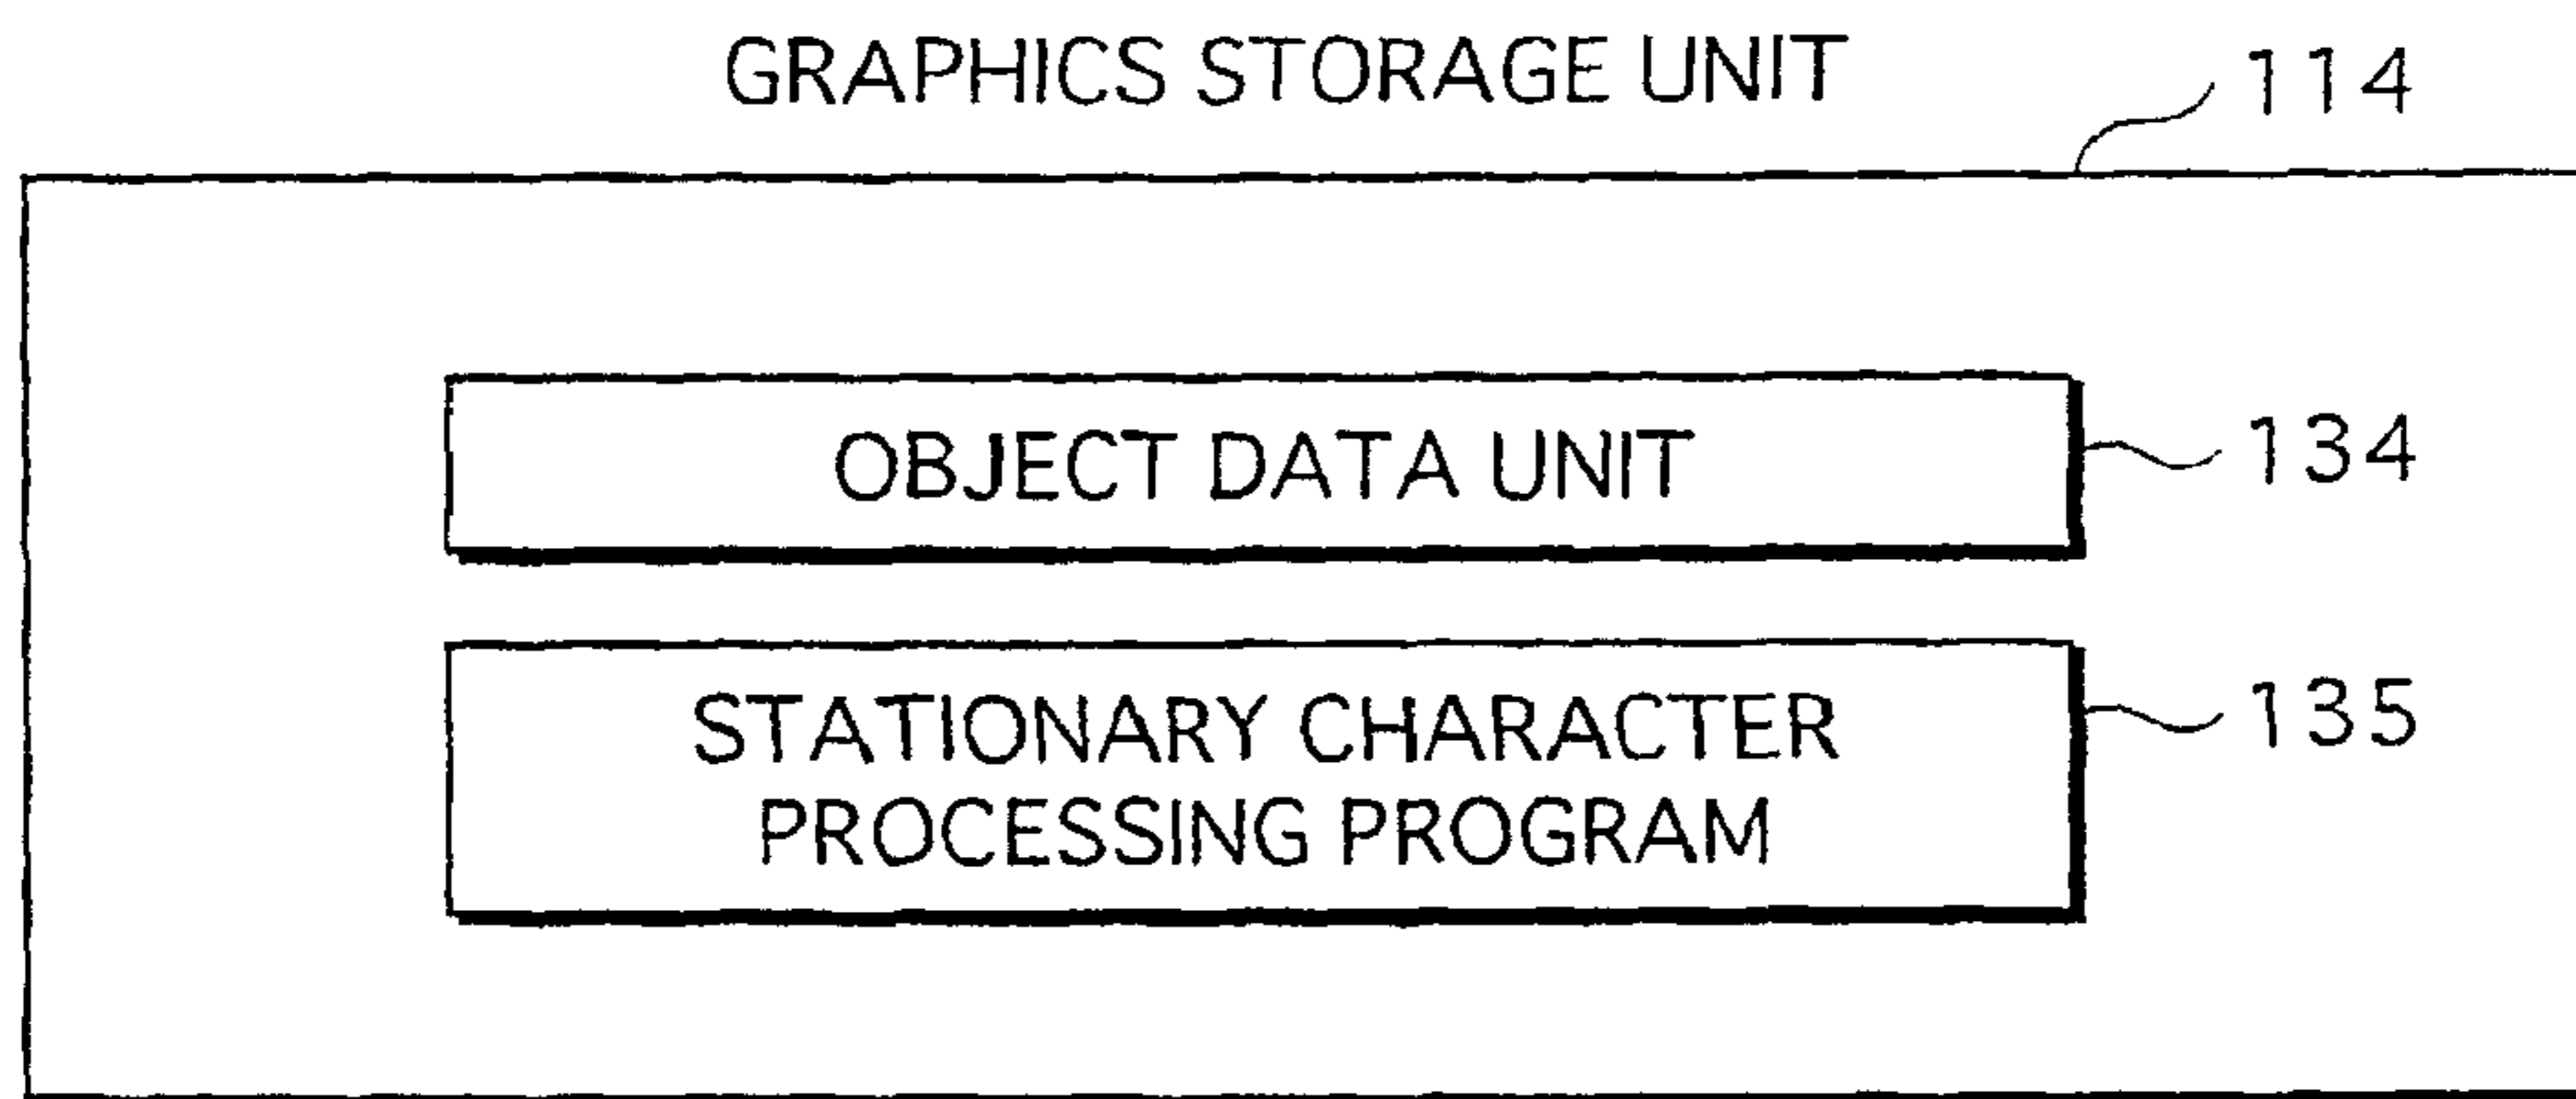 GRAPHICS STORAGE UNIT
114
OBJECT DATA UNIT
134
STATIONARY CHARACTER
PROCESSING PROGRAM
135